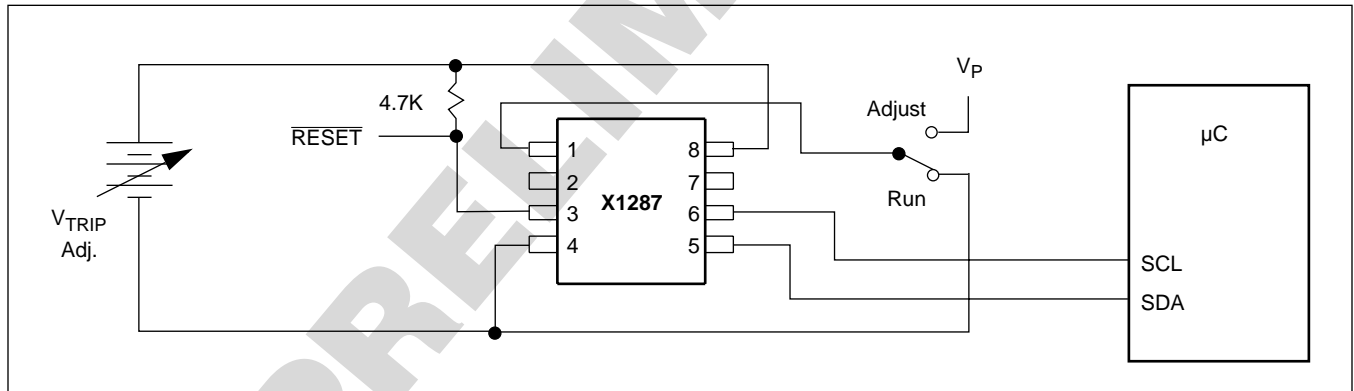 PRELIM
V_P
4.7K
Adjust
µC
RESET
1
8
2
7
X1287
Run
3
6
V_TRIP
Adj.
4
5
SCL
SDA